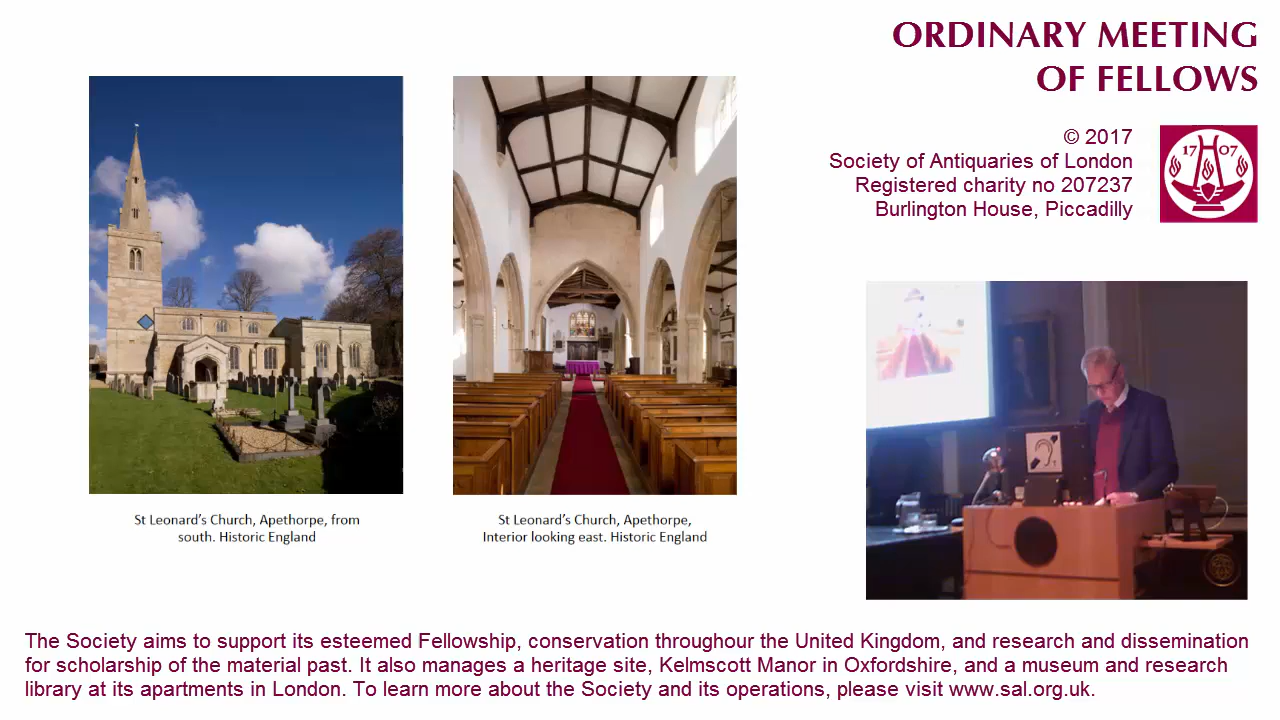 ORDINARY MEETING
OF FELLOWS
© 2017
Society of Antiquaries of London
Registered charity no 207237
Burlington House, Piccadilly
17 07
St Leonard's Church, Apethorpe, from
south. Historic England
St Leonard's Church, Apethorpe,
Interior looking east. Historic England
The Society aims to support its esteemed Fellowship, conservation throughour the United Kingdom, and research and dissemination
for scholarship of the material past. It also manages a heritage site, Kelmscott Manor in Oxfordshire, and a museum and research
library at its apartments in London. To learn more about the Society and its operations, please visit www.sal.org.uk.